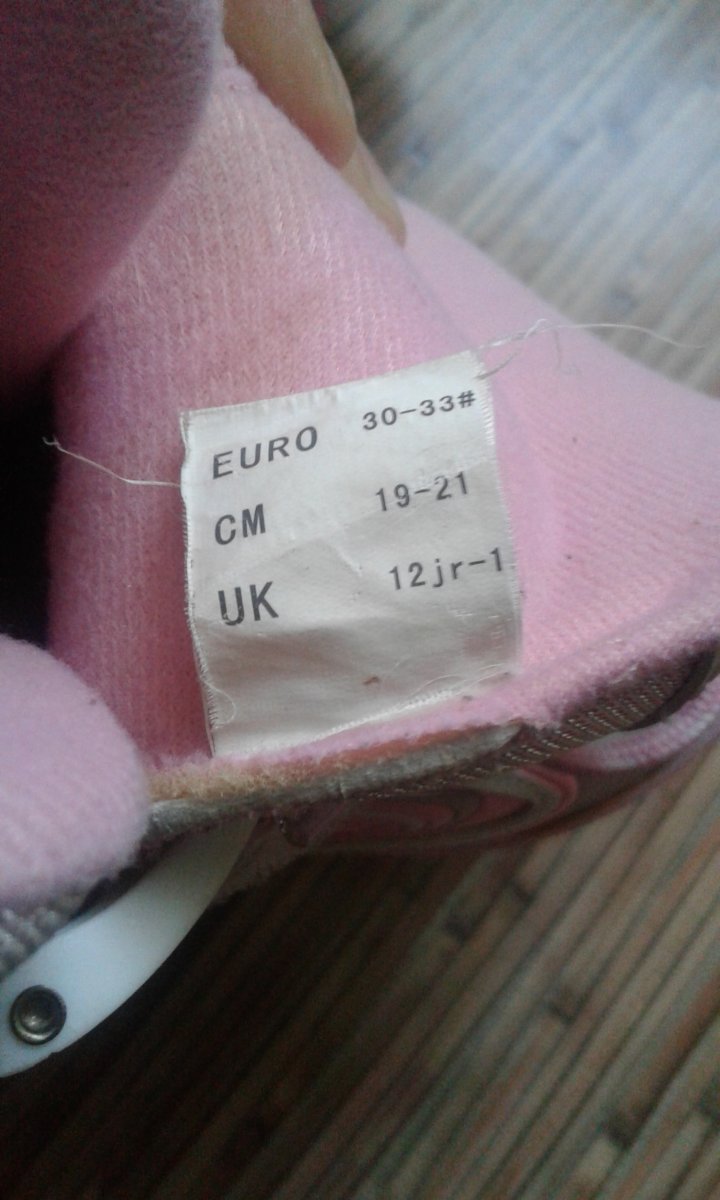 EURO 30-33#
CM 19-21
UK 12jr-1